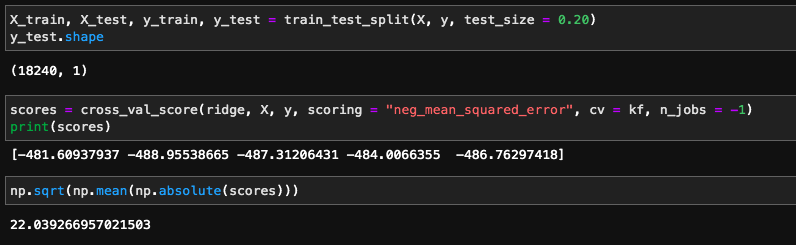 X_train, X_test, y_train, y_test = train_test_split(X, y, test_size = 0.20)
y_test.shape
(18240, 1)
scores = cross_val_score(ridge, X, y, scoring = "neg_mean_squared_error", cv = kf, n_jobs = -1)
print(scores)
[-481.60937937 -488.95538665 -487.31206431 -484.0066355  -486.76297418]
np.sqrt(np.mean(np.absolute(scores)))
22.039266957021503